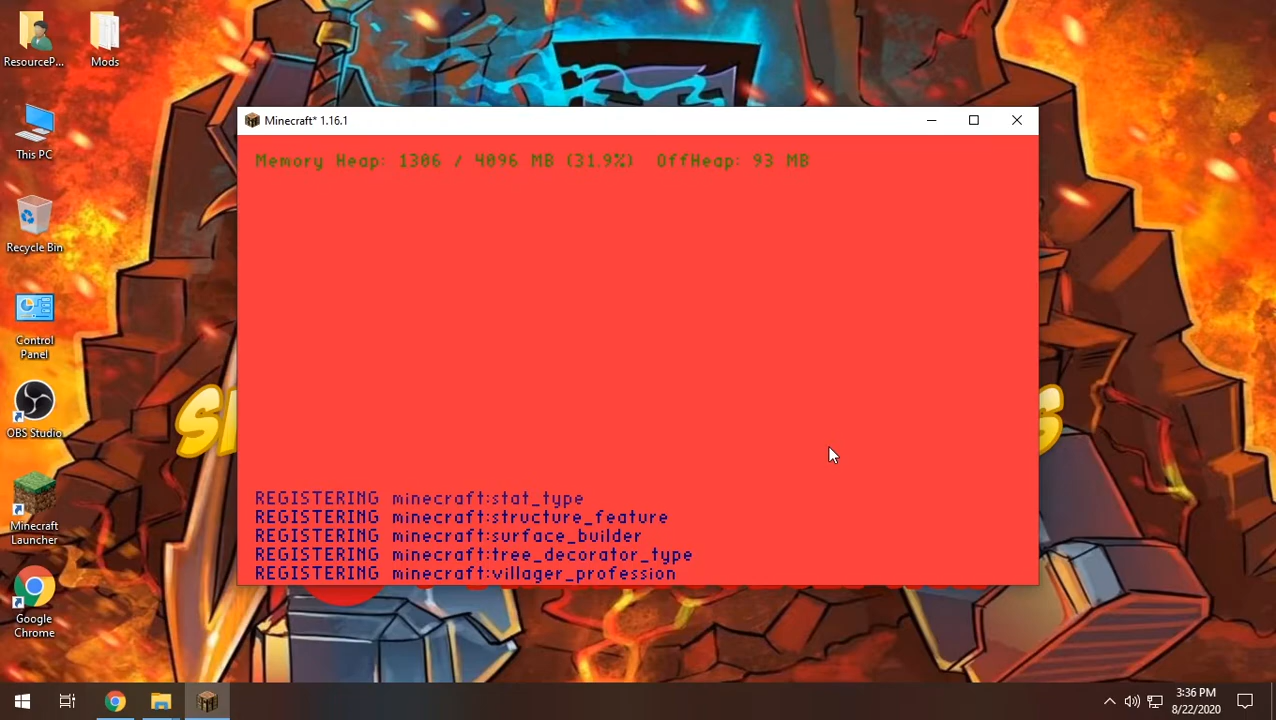 ResourceP...
Mods
This PC
Recycle Bin
Control
Panel
OBS Studio
Minecraft
Launcher
Google
Chrome
Minecraft* 1.16.1
Memory Heap: 1306 / 4096 MB (31.9%) OffHeap: 93 MB
REGISTERING minecraft:stat_type
REGISTERING minecraft:structure_feature
REGISTERING minecraft:surface_builder
REGISTERING minecraft:tree_decorator_type
REGISTERING minecraft:villager_profession
3:36 PM
8/22/2020